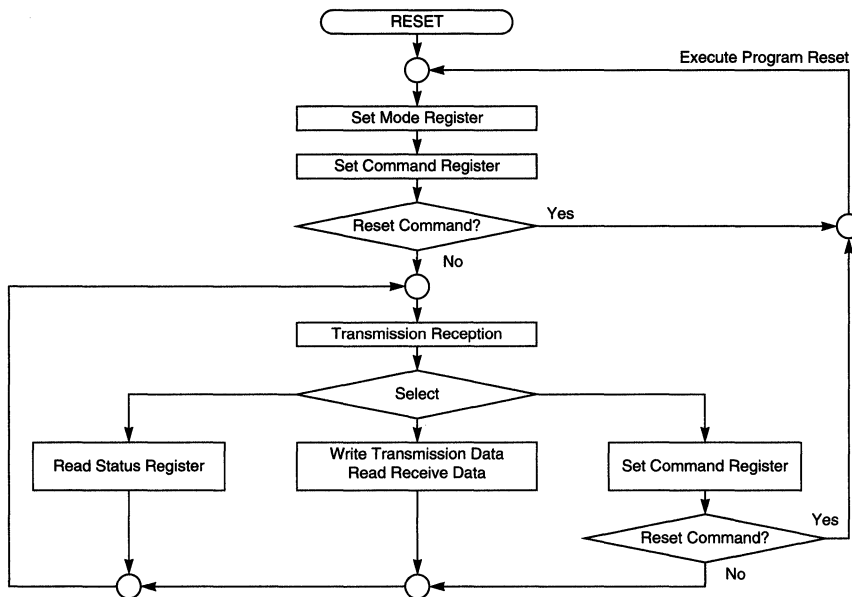 RESET
Execute Program Reset
Set Mode Register
Set Command Register
Reset Command?
Yes
No
Transmission Reception
Select
Read Status Register
Write Transmission Data
Read Receive Data
Set Command Register
Reset Command?
Yes
No